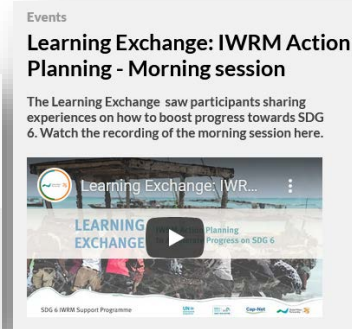 Events
Learning Exchange: IWRM Action
Planning - Morning session
The Learning Exchange saw participants sharing
experiences on how to boost progress towards SDG
6. Watch the recording of the morning session here.
Learning Exchange: IWR...
LEARNING
EXCHANGE
Planning
Progress on SDG 6
SDG 6 IWRM Support Programme
Cap-Net